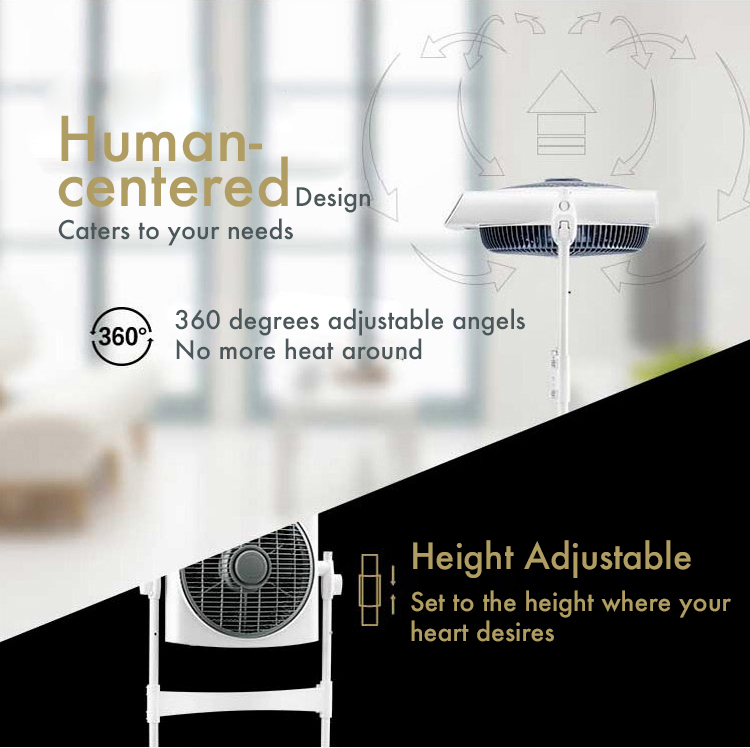 Human-
centered Design
Caters to your needs
360°
360 degrees adjustable angels
No more heat around
Height Adjustable
Set to the height where your
heart desires